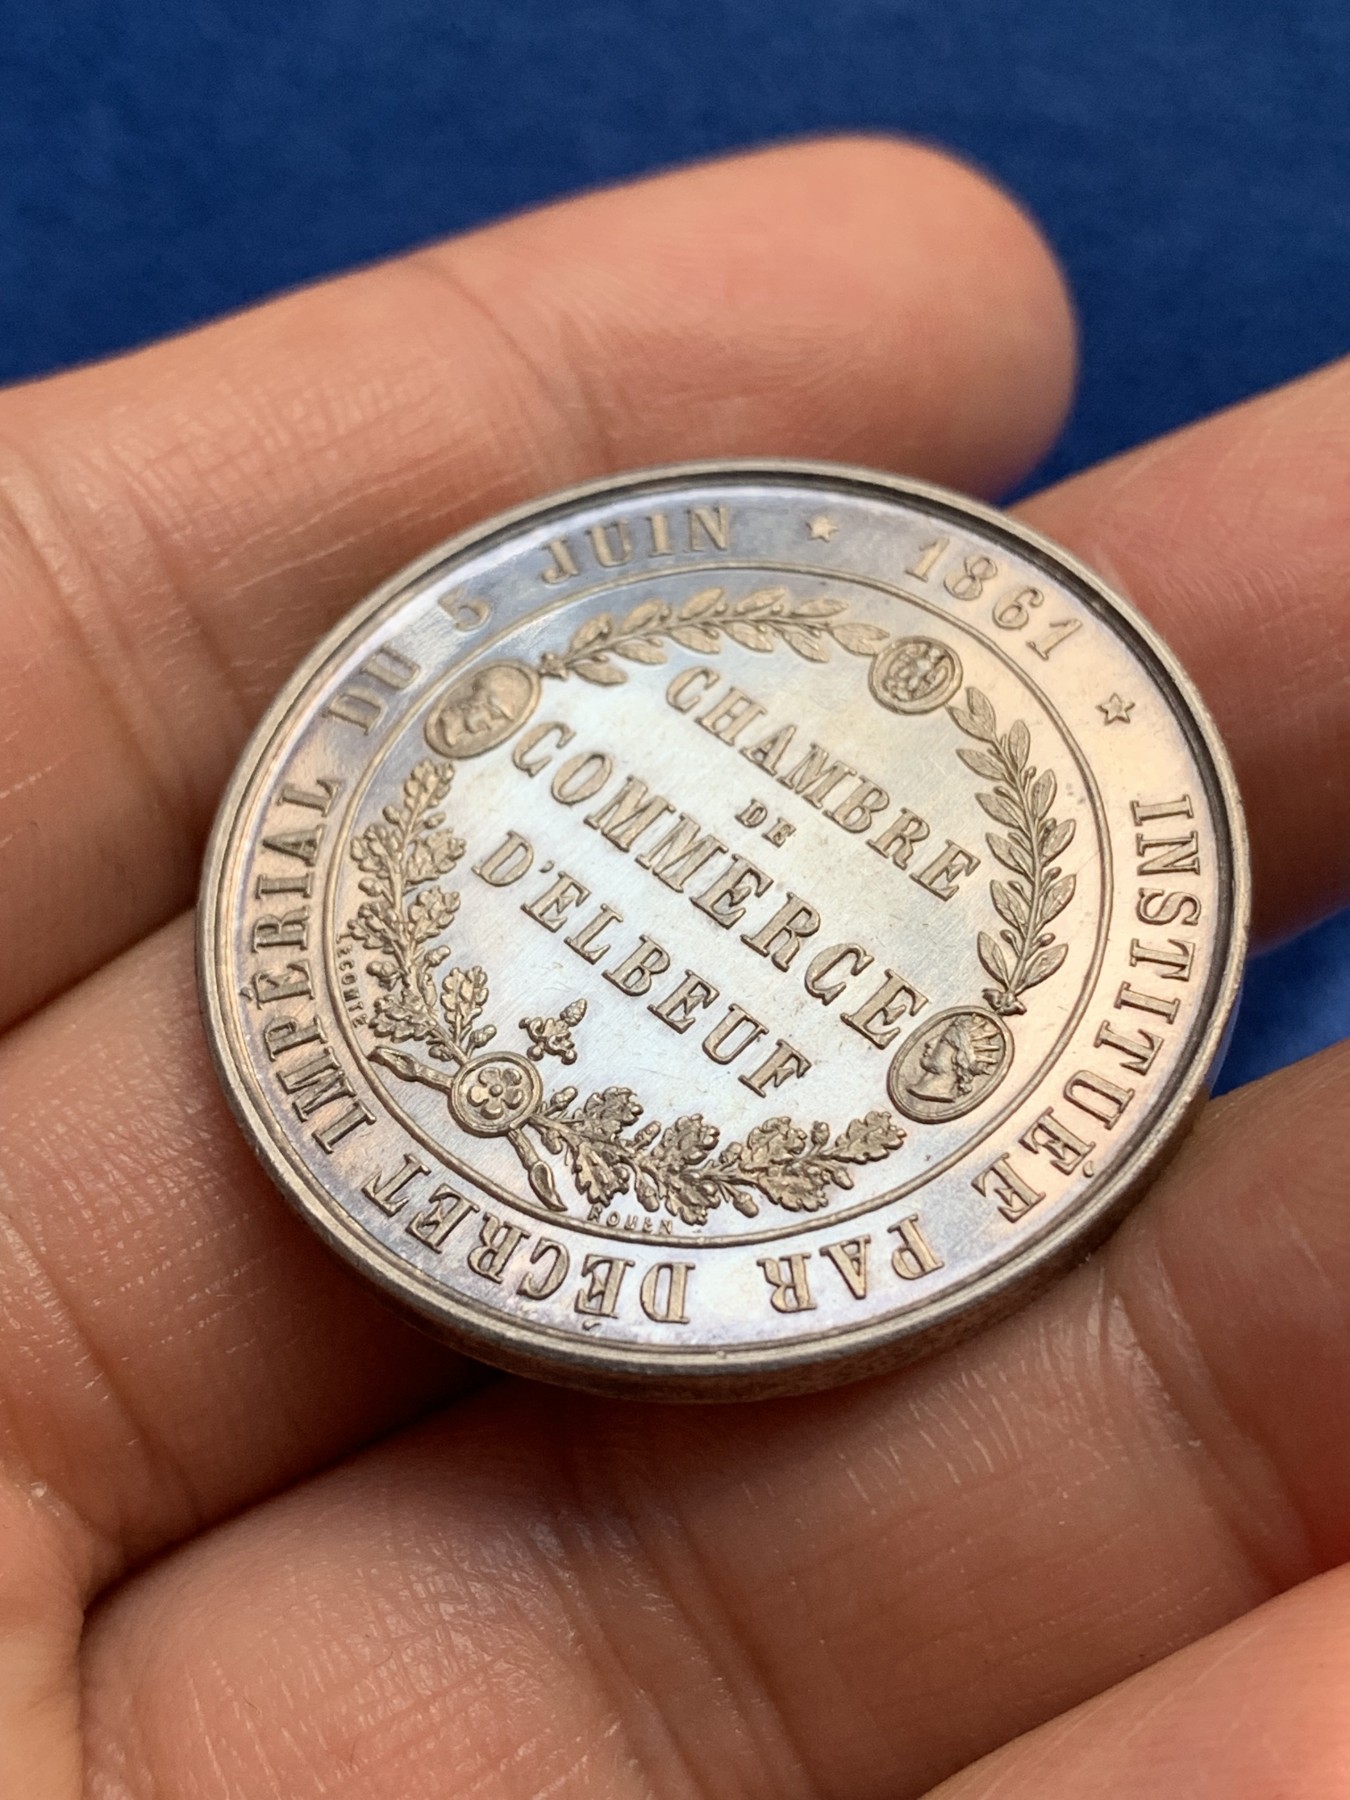 INSTITUÉE PAR DÉCRET IMPÉRIAL DU 5 JUIN ★ 1861 ★
CHAMBRE
DE
COMMERCE
D'ELBEUF
ROUEN